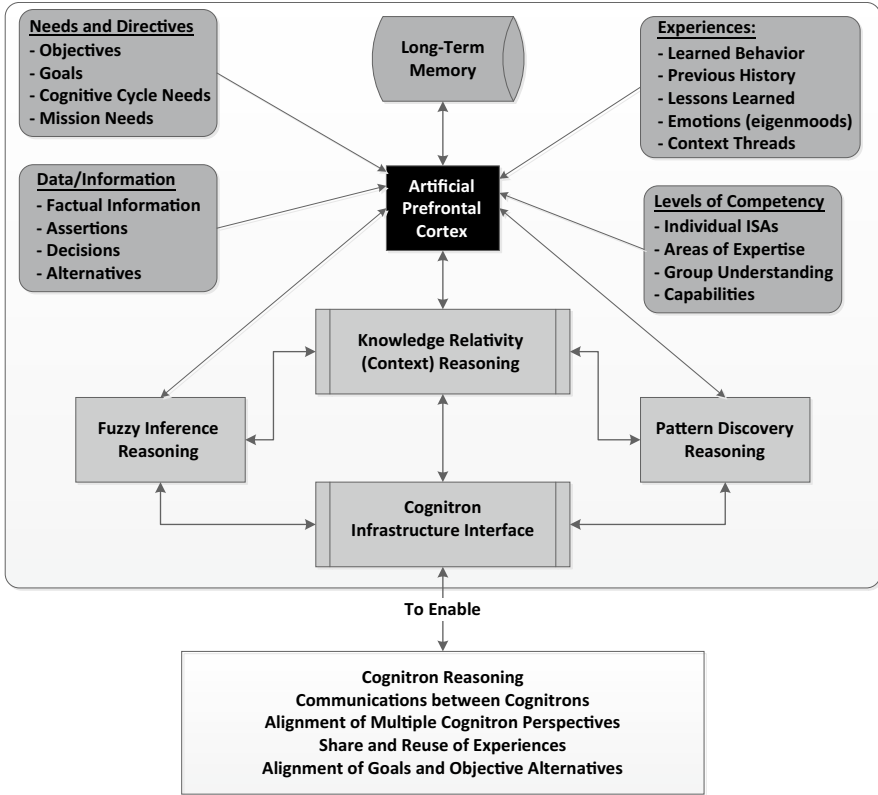 Needs and Directives
- Objectives
- Goals
- Cognitive Cycle Needs
- Mission Needs
Long-Term
Memory
Experiences:
- Learned Behavior
- Previous History
- Lessons Learned
- Emotions (eigenmoods)
- Context Threads
Data/Information
- Factual Information
- Assertions
- Decisions
- Alternatives
Artificial
Prefrontal
Cortex
Levels of Competency
- Individual ISAs
- Areas of Expertise
- Group Understanding
- Capabilities
Knowledge Relativity
(Context) Reasoning
Fuzzy Inference
Reasoning
Pattern Discovery
Reasoning
Cognitron
Infrastructure Interface
To Enable
Cognitron Reasoning
Communications between Cognitrons
Alignment of Multiple Cognitron Perspectives
Share and Reuse of Experiences
Alignment of Goals and Objective Alternatives